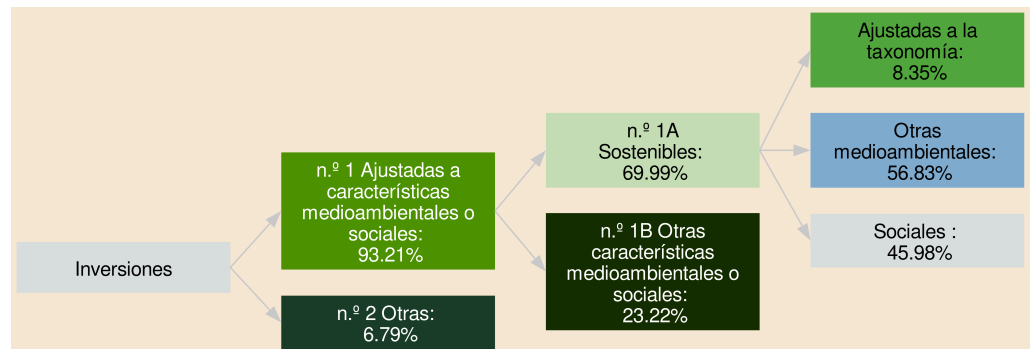 Inversiones
n.º 1 Ajustadas a
características
medioambientales o
sociales:
93.21%
n.º 2 Otras:
6.79%
n.º 1A
Sostenibles:
69.99%
n.º 1B Otras
características
medioambientales o
sociales:
23.22%
Ajustadas a la
taxonomía:
8.35%
Otras
medioambientales:
56.83%
Sociales :
45.98%